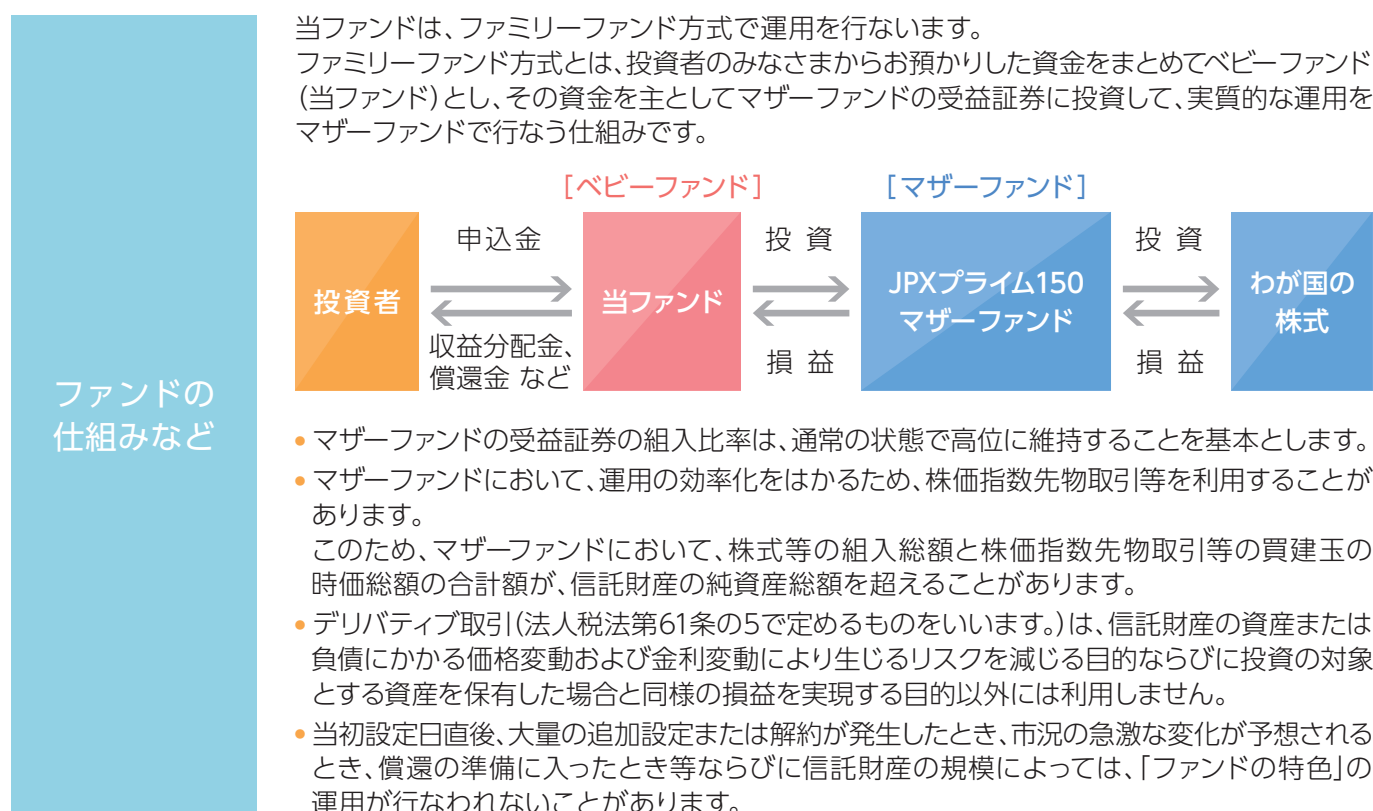 ファンドの
仕組みなど
当ファンドは、ファミリーファンド方式で運用を行ないます。
ファミリーファンド方式とは、投資者のみなさまからお預かりした資金をまとめてベビーファンド
(当ファンド)とし、その資金を主としてマザーファンドの受益証券に投資して、実質的な運用を
マザーファンドで行なう仕組みです。
[ベビーファンド]
[マザーファンド]
投資者
申込金
収益分配金、
償還金 など
当ファンド
投 資
損 益
JPXプライム150
マザーファンド
投 資
損 益
わが国の
株式
• マザーファンドの受益証券の組入比率は、通常の状態で高位に維持することを基本とします。
• マザーファンドにおいて、運用の効率化をはかるため、株価指数先物取引等を利用することが
あります。
このため、マザーファンドにおいて、株式等の組入総額と株価指数先物取引等の買建玉の
時価総額の合計額が、信託財産の純資産総額を超えることがあります。
• デリバティブ取引(法人税法第61条の5で定めるものをいいます。)は、信託財産の資産または
負債にかかる価格変動および金利変動により生じるリスクを減じる目的ならびに投資の対象
とする資産を保有した場合と同様の損益を実現する目的以外には利用しません。
• 当初設定日直後、大量の追加設定または解約が発生したとき、市況の急激な変化が予想される
とき、償還の準備に入ったとき等ならびに信託財産の規模によっては、「ファンドの特色」の
運用が行なわれないことがあります。